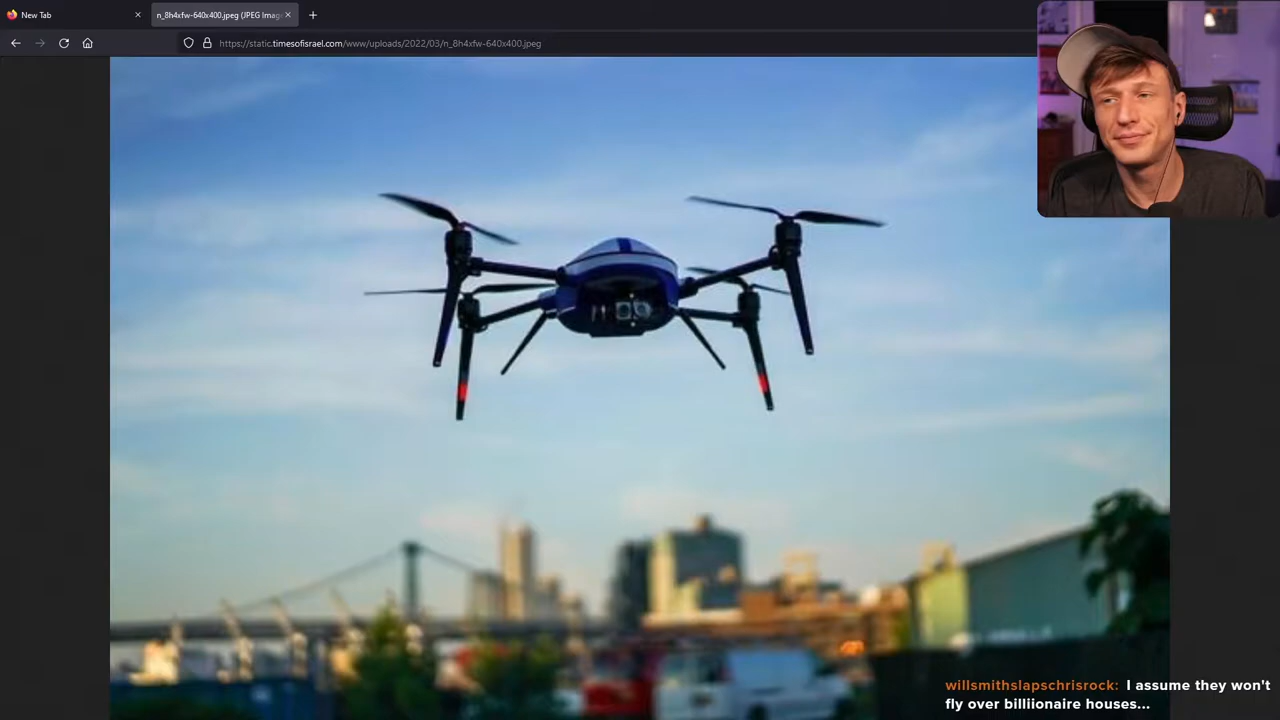 New Tab
n_8h4xfw-640x400.jpeg (JPEG Imag
https://static.timesofisrael.com/www/uploads/2022/03/n_8h4xfw-640x400.jpeg
willsmithslapschrisrock: I assume they won't
fly over billiionaire houses...